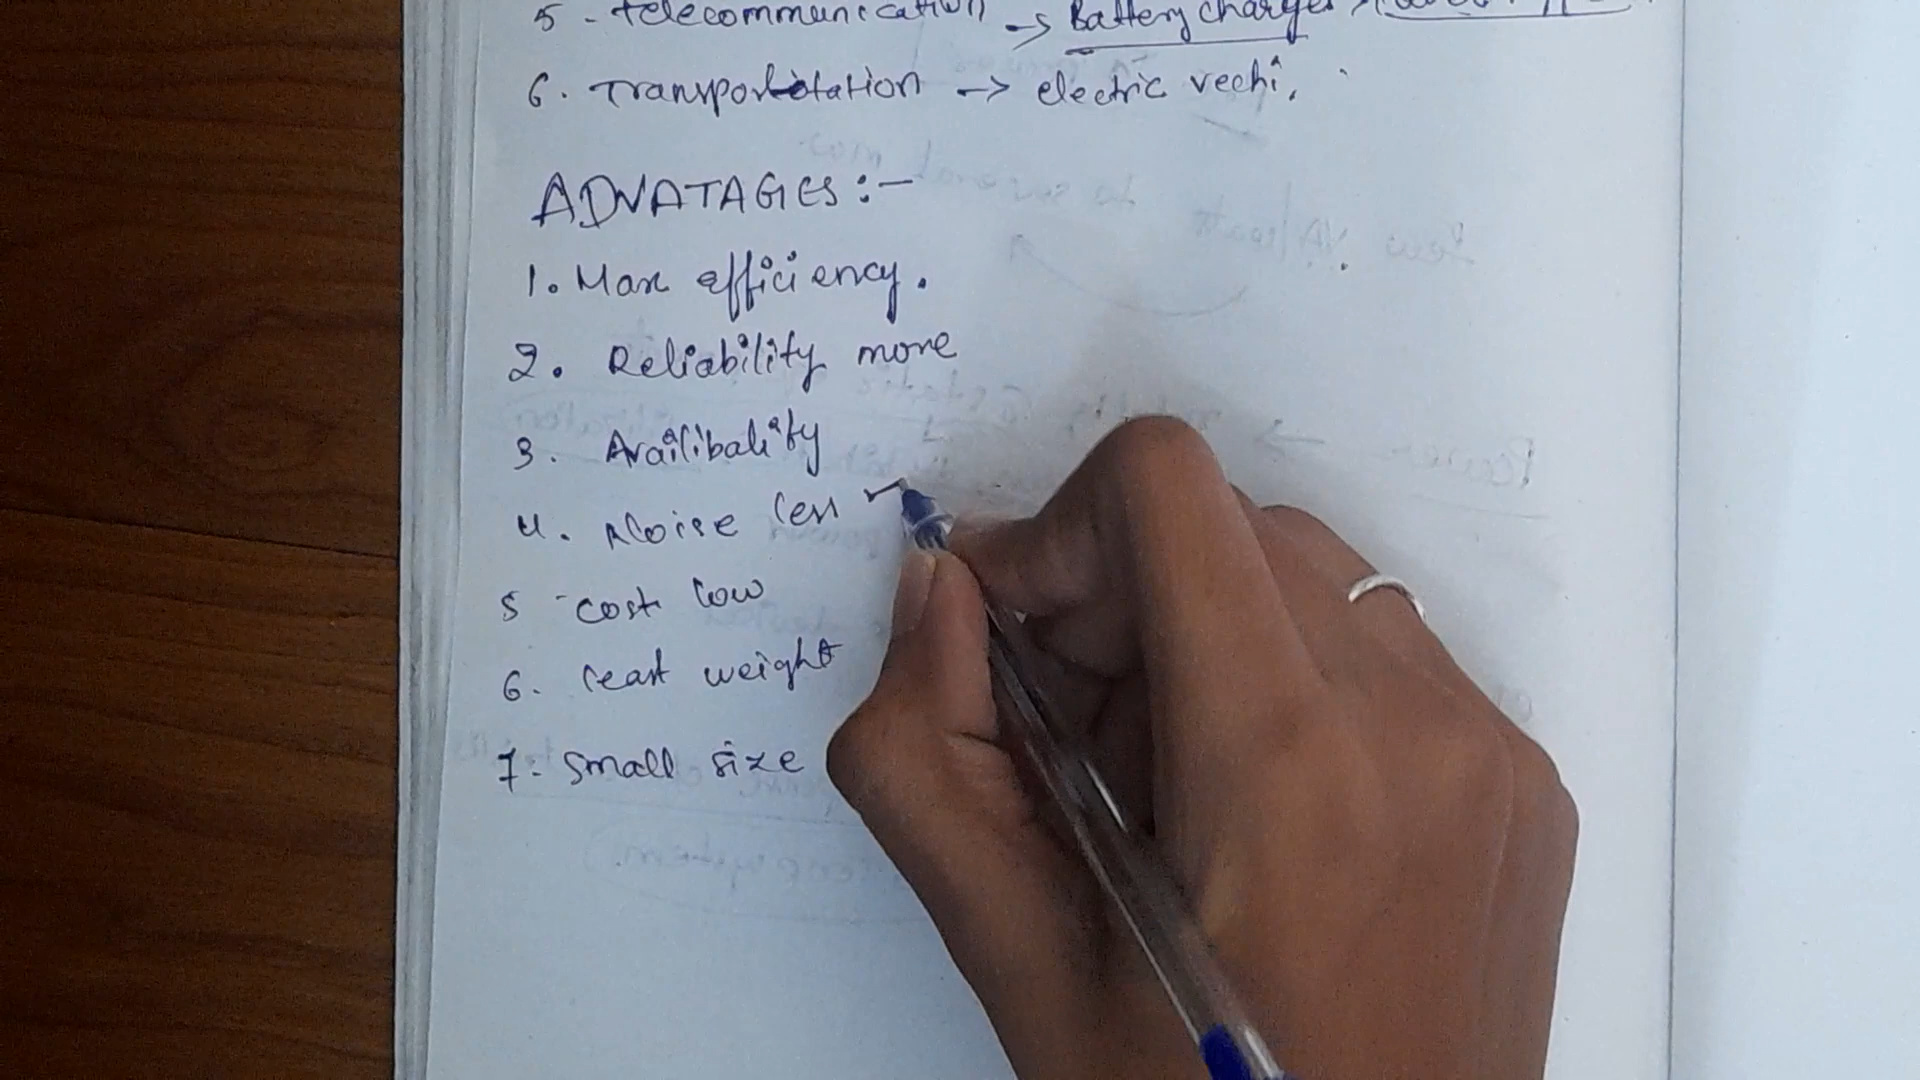 5 - telecommunication → Battery charger,
6. Transportotation → electric vechi,
ADVATAGES :-
1. Max efficiency.
2. Reliability more
3. Availibality
4. Noise less
5 - cost low
6. least weight
7. small size